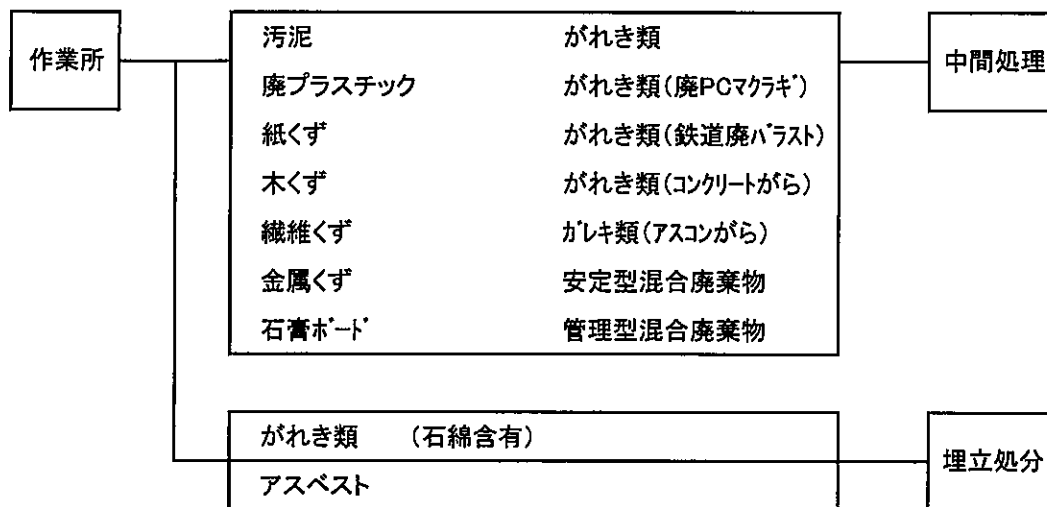 作業所
汚泥 がれき類
廃プラスチック がれき類(廃PCマクラギ)
紙くず がれき類(鉄道廃バラスト)
木くず がれき類(コンクリートがら)
繊維くず ガレキ類(アスコンがら)
金属くず 安定型混合廃棄物
石膏ボード 管理型混合廃棄物
中間処理
がれき類 (石綿含有)
アスベスト
埋立処分